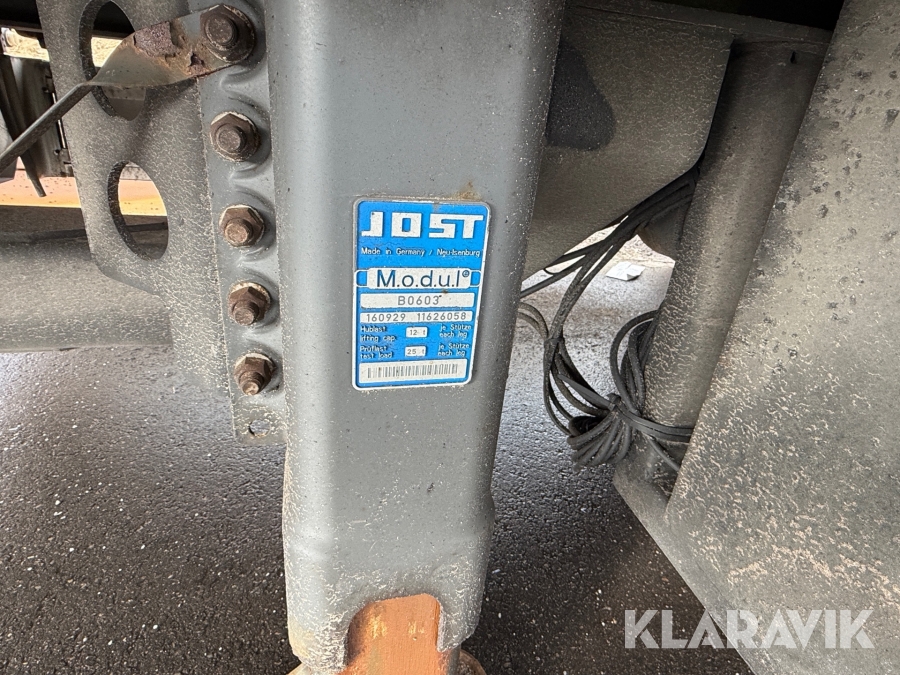 JOST
Made in Germany / Neu-Isenburg
M.o.d.u.l®
B0603
160929 11626058
Hublast 12 t je Stütze
lifting cap. each leg
Prüflast 25 t je Stütze
test load each leg
KLARAVIK